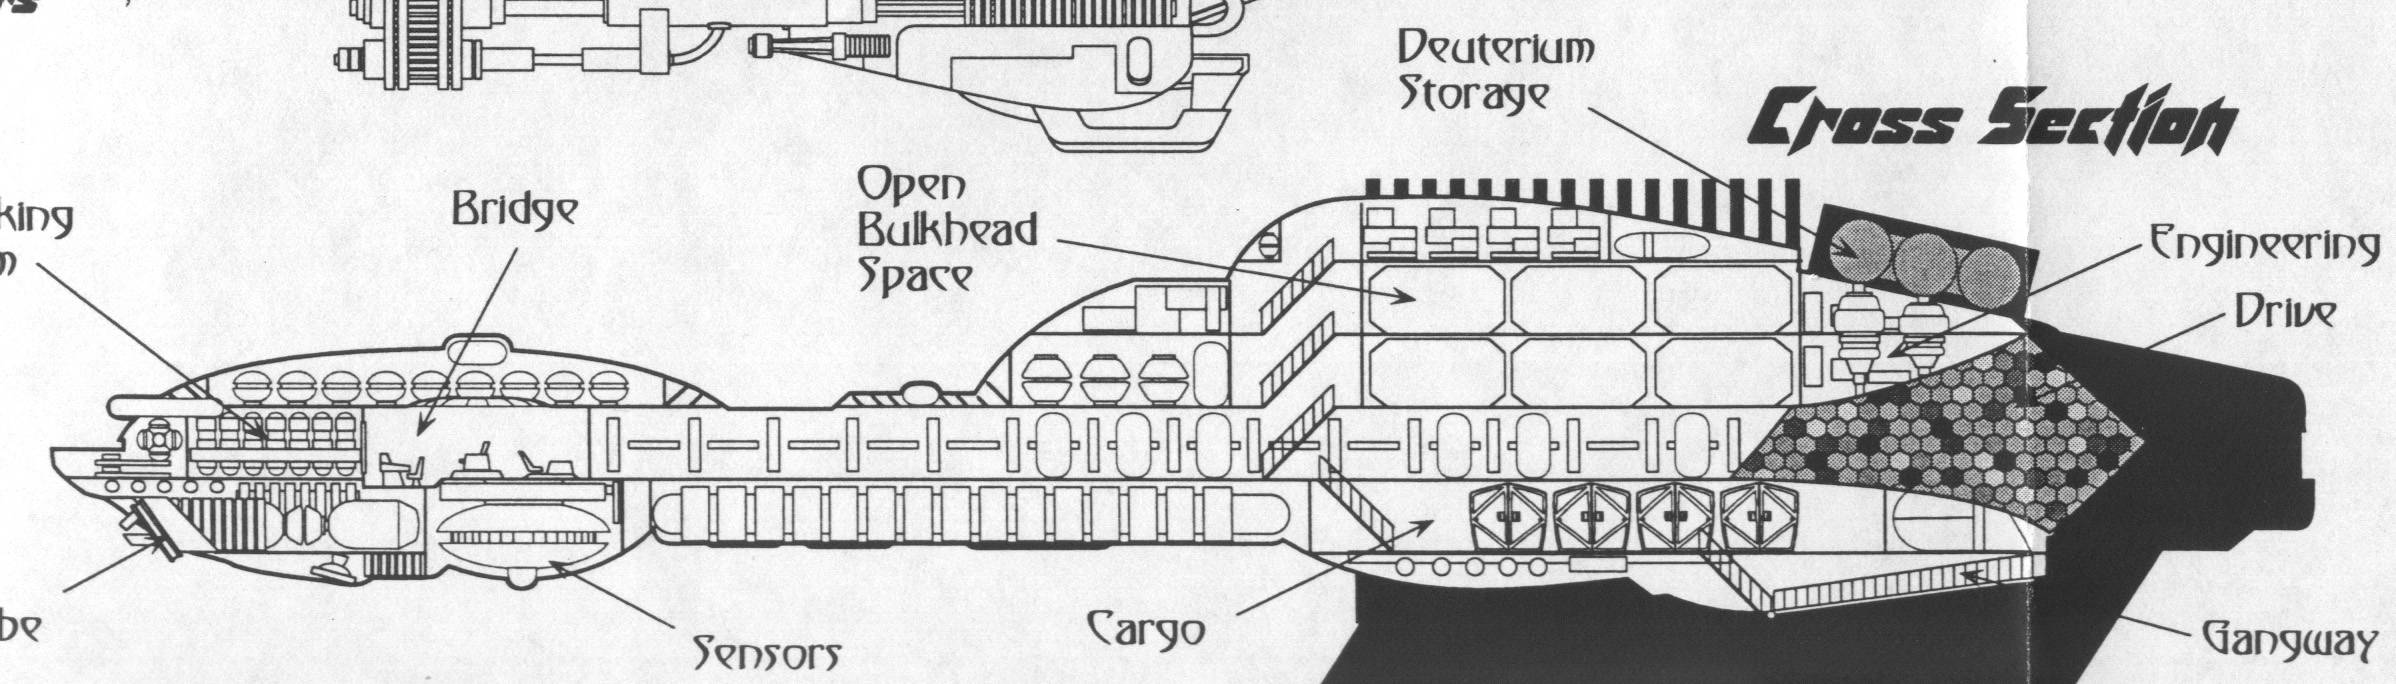 Deuterium
Storage
Cross Section
Open
Bulkhead
Space
Bridge
Engineering
Drive
Cargo
Sensors
Gangway